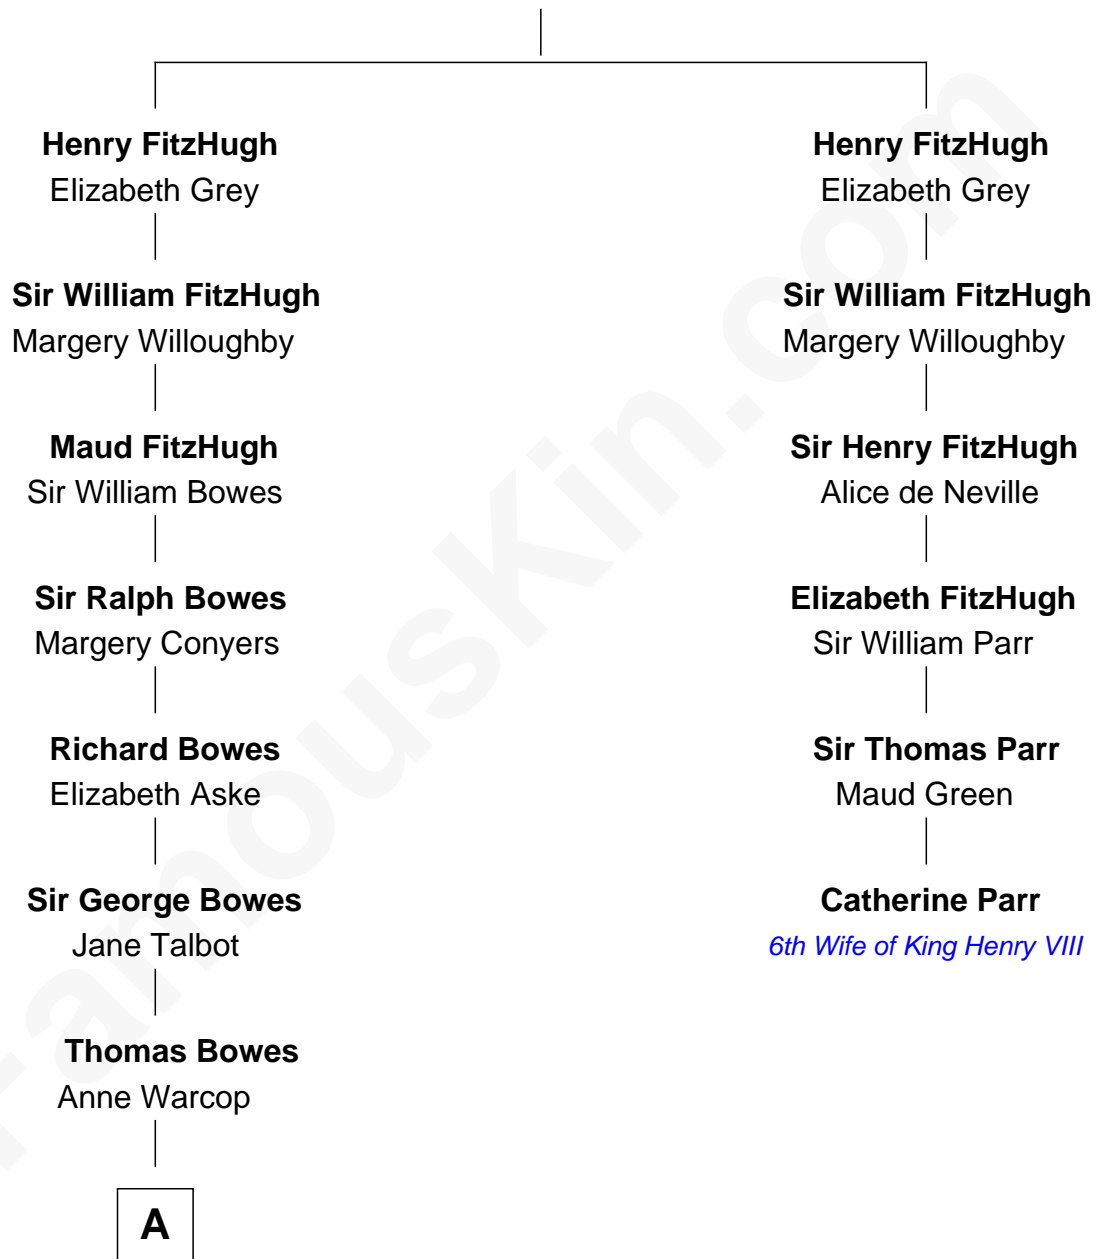 Henry FitzHugh
Elizabeth Grey
Sir William FitzHugh
Margery Willoughby
Maud FitzHugh
Sir William Bowes
Sir Ralph Bowes
Margery Conyers
Richard Bowes
Elizabeth Aske
Sir George Bowes
Jane Talbot
Thomas Bowes
Anne Warcop
A
Henry FitzHugh
Elizabeth Grey
Sir William FitzHugh
Margery Willoughby
Sir Henry FitzHugh
Alice de Neville
Elizabeth FitzHugh
Sir William Parr
Sir Thomas Parr
Maud Green
Catherine Parr
6th Wife of King Henry VIII
FamousKin.com